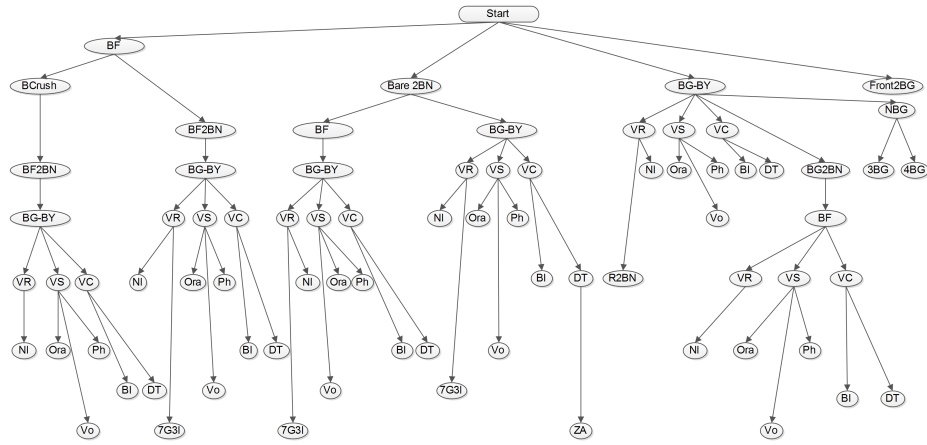 Start
BF
BCrush
Bare 2BN
BG-BY
Front2BG
NBG
BF2BN
BF
BG-BY
VR
VS
VC
BF2BN
BG-BY
BG-BY
VR
VS
VC
NI
Ora
Ph
BI
DT
BG2BN
3BG
4BG
BG-BY
VR
VS
VC
VR
VS
VC
NI
Ora
Ph
Vo
BF
VR
VS
VC
NI
Ora
Ph
NI
Ora
Ph
BI
DT
R2BN
VR
VS
VC
NI
Ora
Ph
BI
DT
BI
DT
Vo
NI
Ora
Ph
BI
DT
Vo
Vo
7G3I
BI
DT
Vo
7G3I
7G3I
ZA
Vo